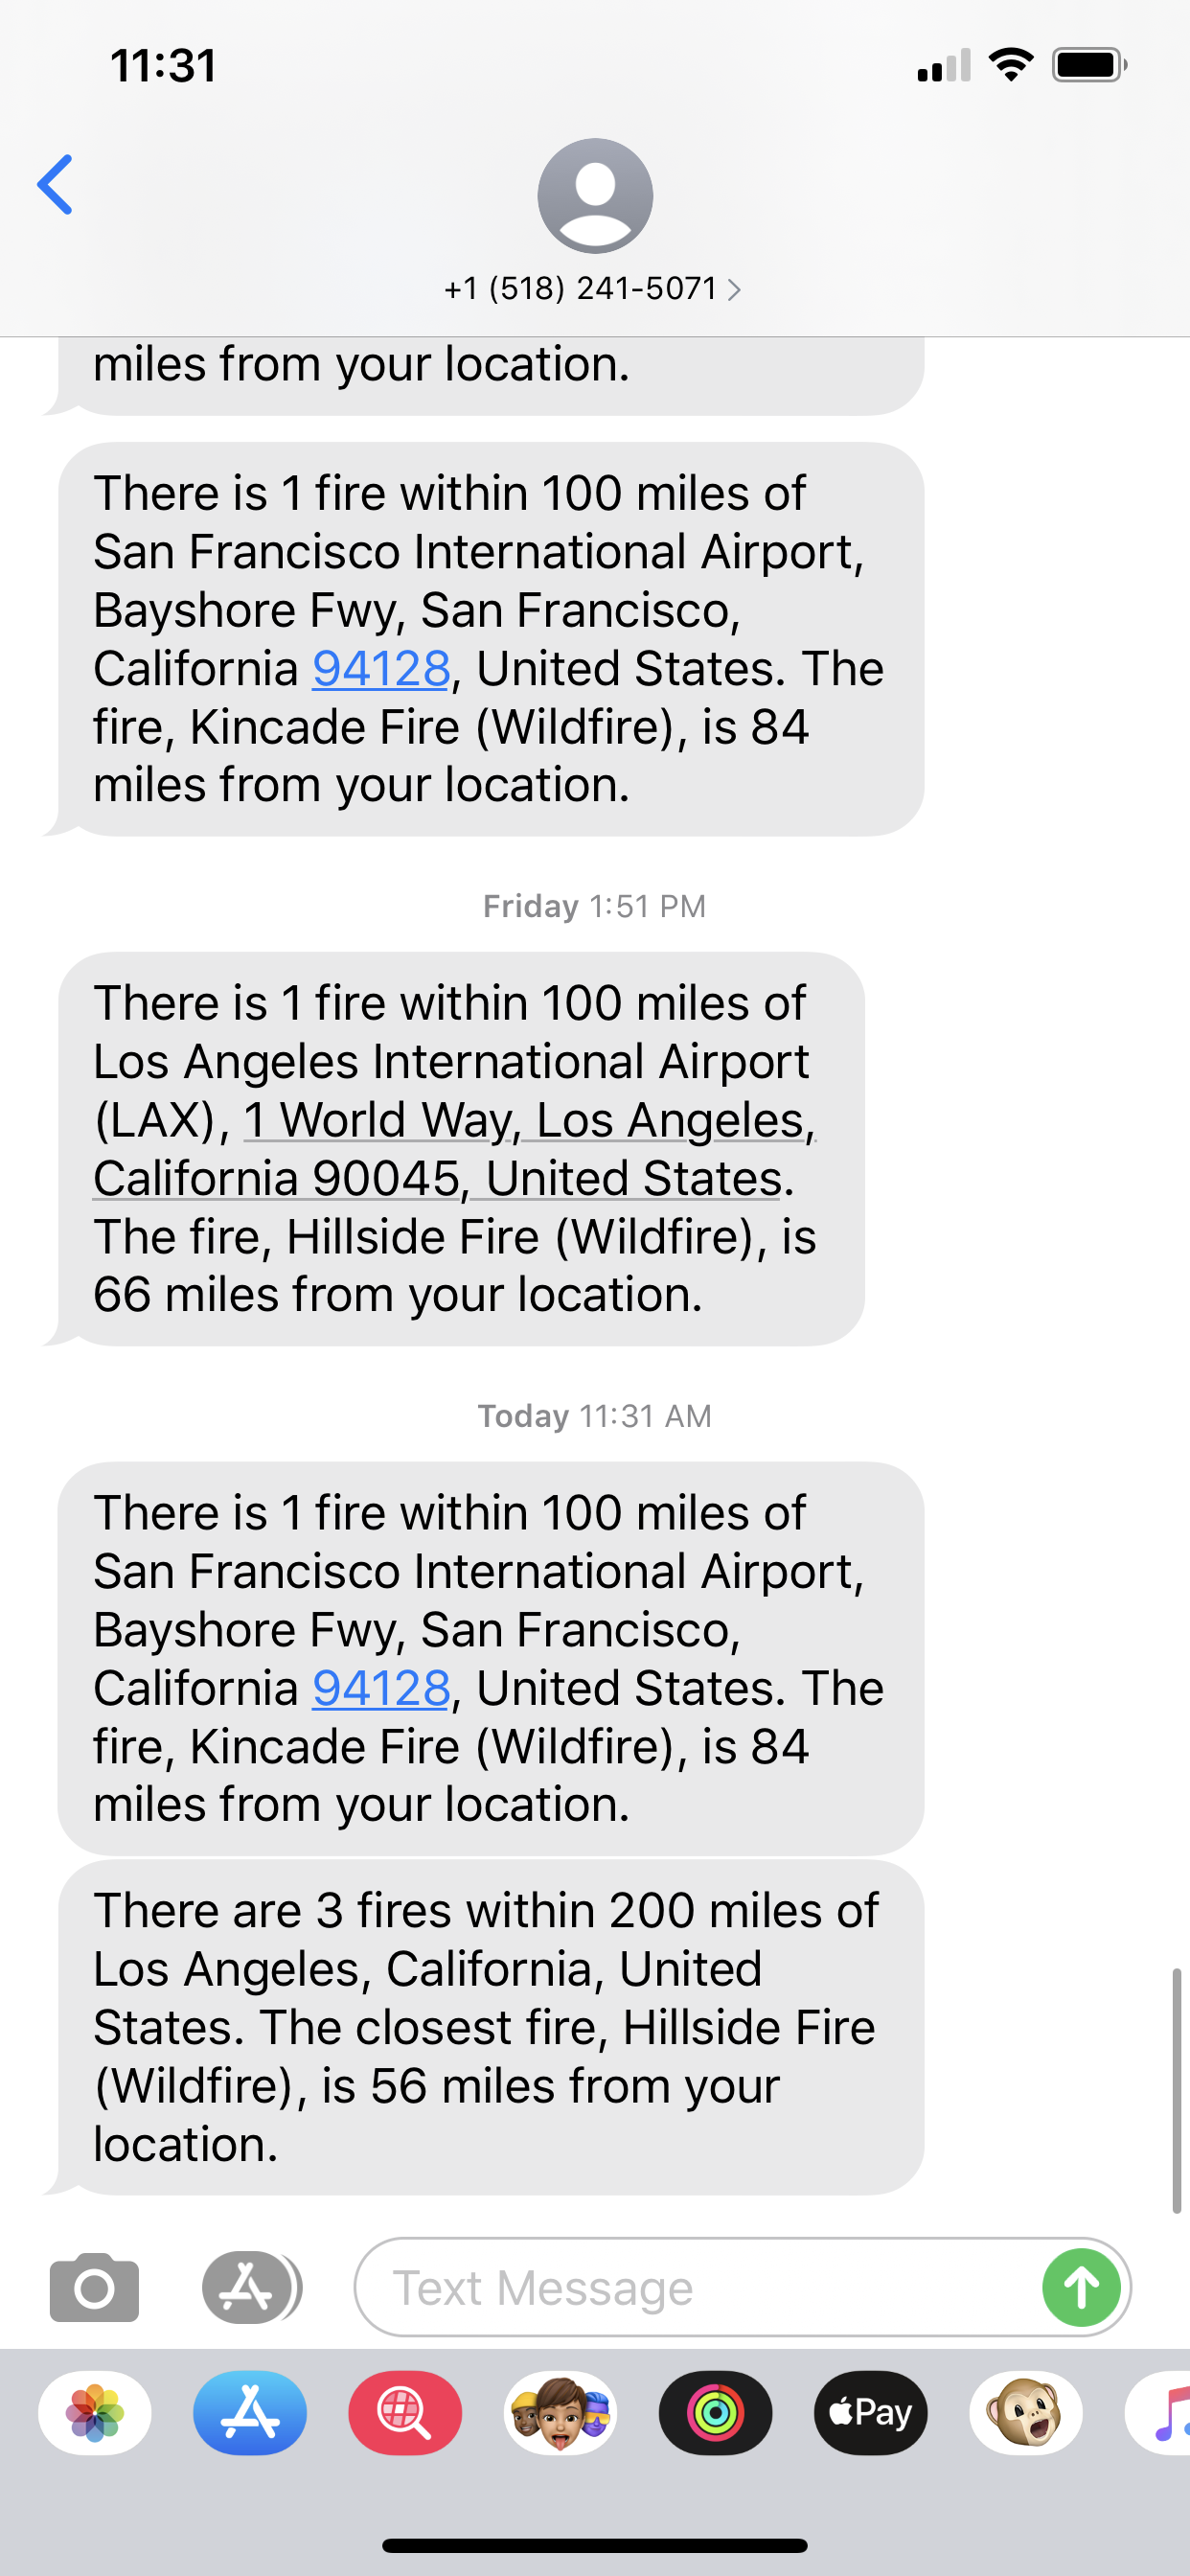 11:31
+1 (518) 241-5071
miles from your location.
There is 1 fire within 100 miles of
San Francisco International Airport,
Bayshore Fwy, San Francisco,
California 94128, United States. The
fire, Kincade Fire (Wildfire), is 84
miles from your location.
Friday 1:51 PM
There is 1 fire within 100 miles of
Los Angeles International Airport
(LAX), 1 World Way, Los Angeles,
California 90045, United States.
The fire, Hillside Fire (Wildfire), is
66 miles from your location.
Today 11:31 AM
There is 1 fire within 100 miles of
San Francisco International Airport,
Bayshore Fwy, San Francisco,
California 94128, United States. The
fire, Kincade Fire (Wildfire), is 84
miles from your location.
There are 3 fires within 200 miles of
Los Angeles, California, United
States. The closest fire, Hillside Fire
(Wildfire), is 56 miles from your
location.
Text Message
Pay